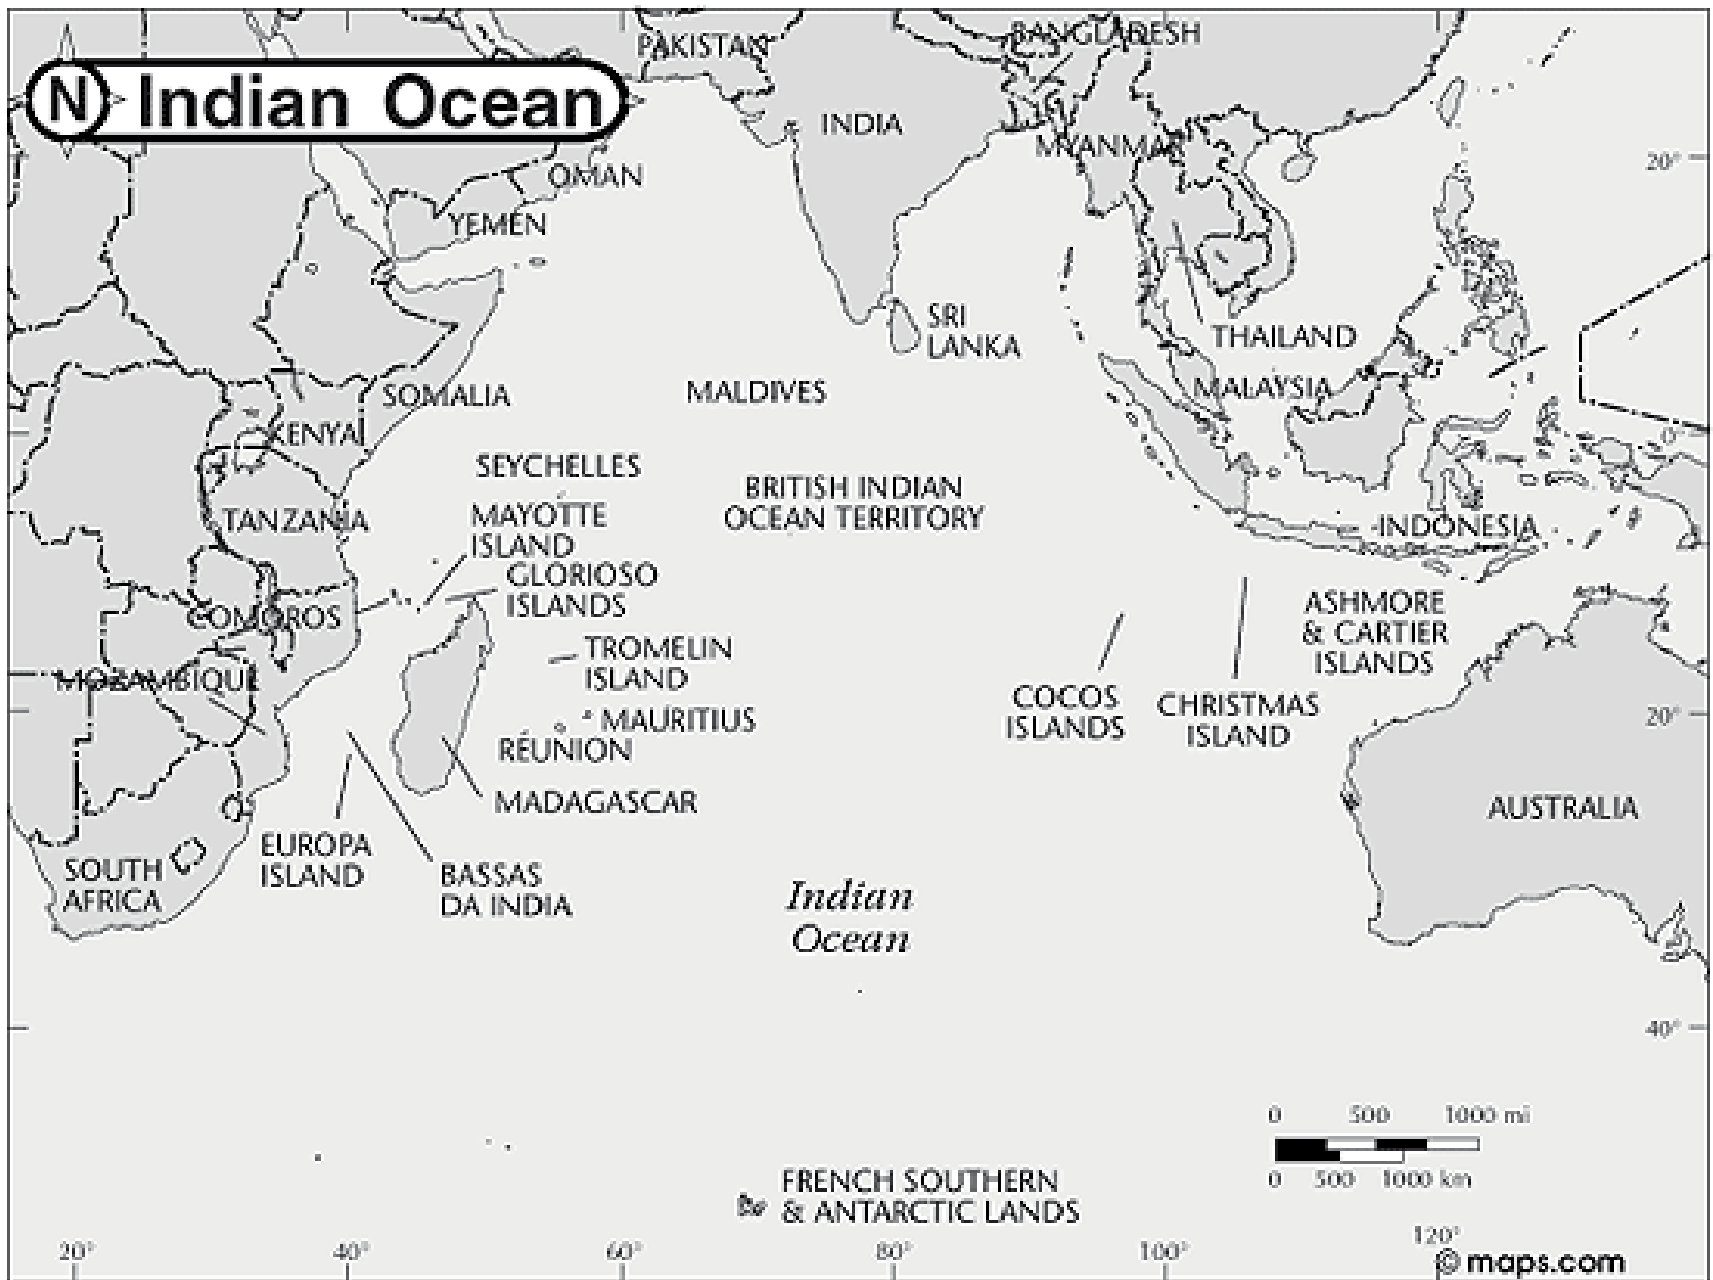 PAKISTAN
BANGLADESH
N Indian Ocean
INDIA
MYANMAR
20°
OMAN
YEMEN
SRI
LANKA
THAILAND
MALAYSIA
SOMALIA
MALDIVES
KENYA
0°
SEYCHELLES
BRITISH INDIAN
OCEAN TERRITORY
MAYOTTE
ISLAND
TANZANIA
INDONESIA
GLORIOSO
ISLANDS
COMOROS
ASHMORE
& CARTIER
ISLANDS
TROMELIN
ISLAND
MOZAMBIQUE
COCOS
ISLANDS
CHRISTMAS
ISLAND
20°
MAURITIUS
RÉUNION
MADAGASCAR
AUSTRALIA
EUROPA
ISLAND
SOUTH
AFRICA
BASSAS
DA INDIA
Indian
Ocean
40°
0 500 1000 mi
0 500 1000 km
FRENCH SOUTHERN
& ANTARCTIC LANDS
20° 40° 60° 80° 100° 120°
© maps.com